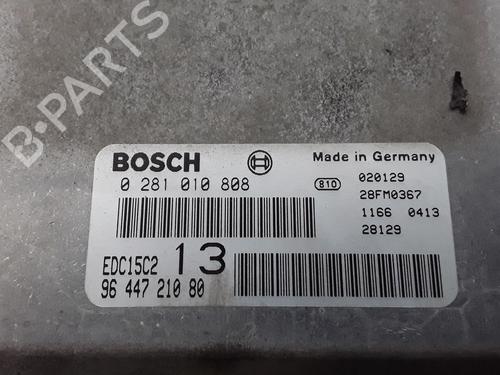 B-PARTS
BOSCH
Made in Germany
0 281 010 808
810
020129
28FM0367
1166 0413
28129
EDC15C2 13
96 447 210 80